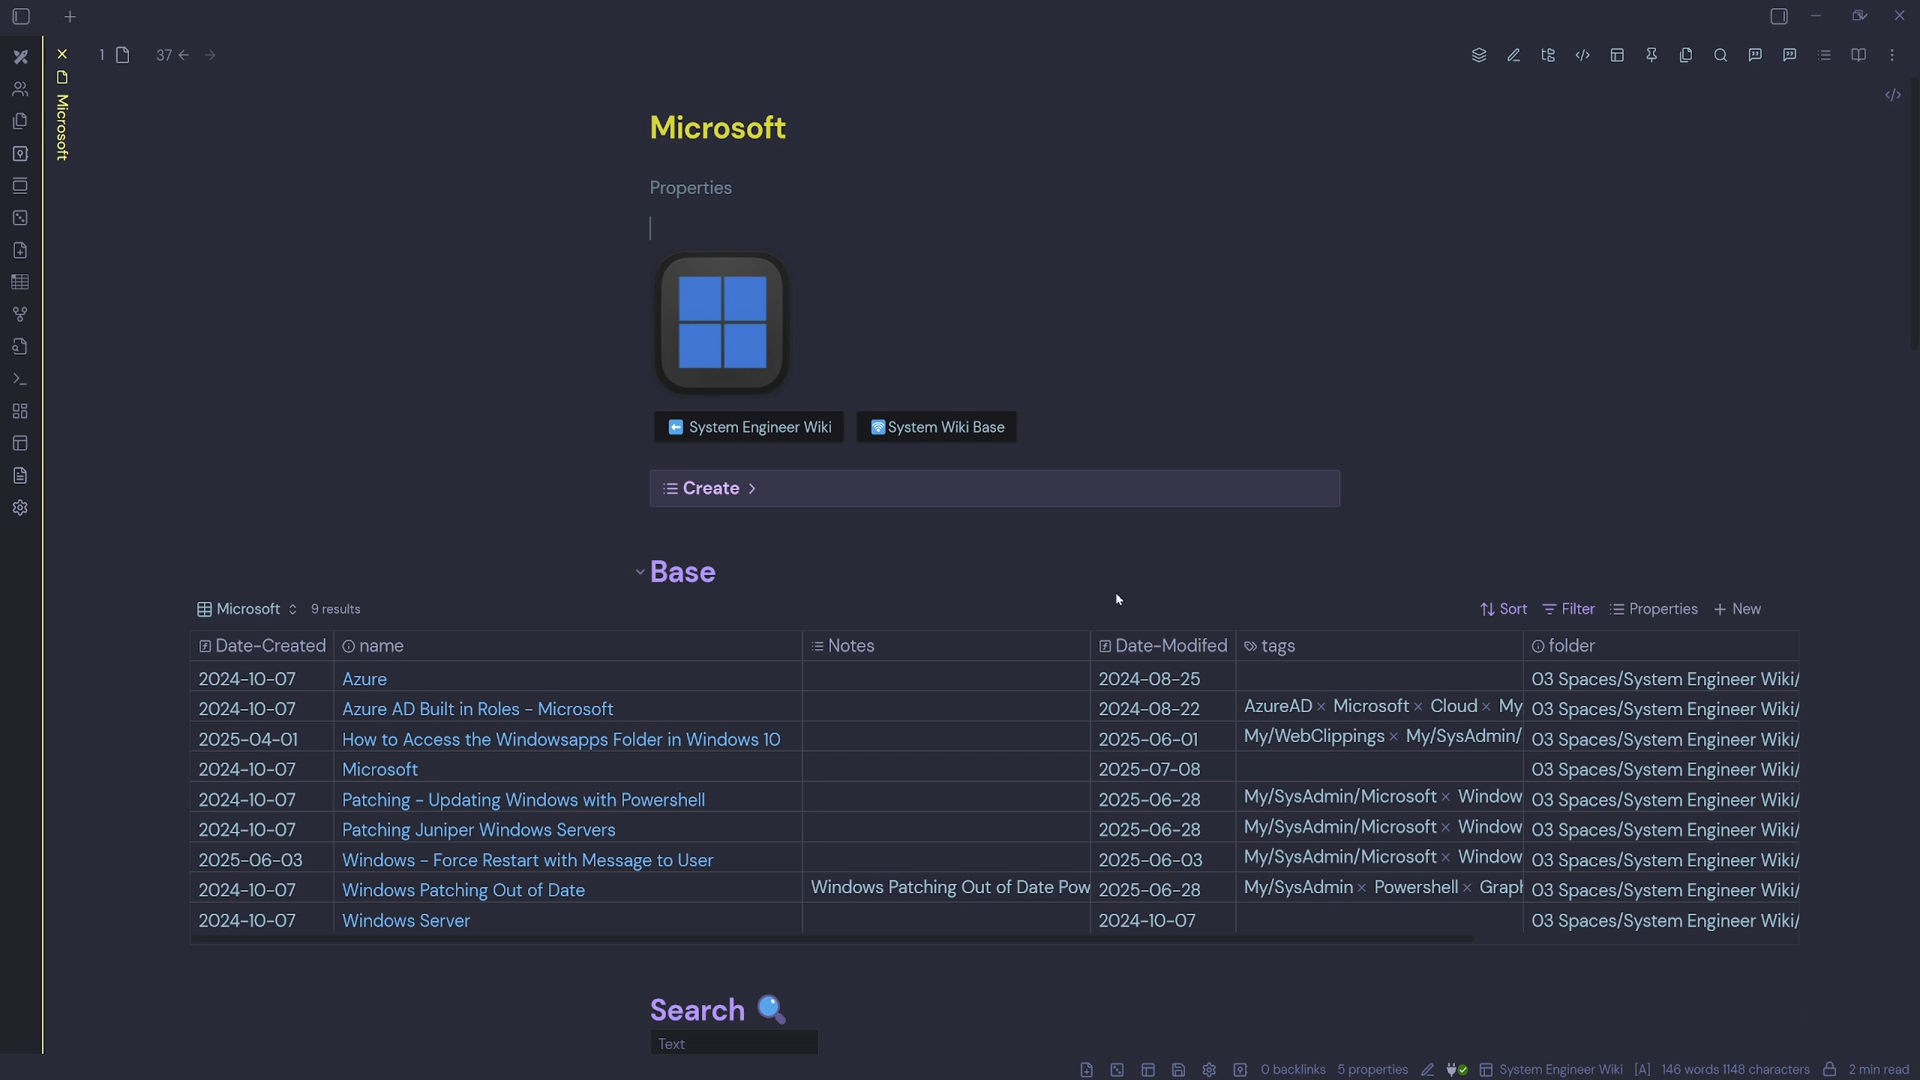 1 37
Microsoft
Microsoft
Properties
System Engineer Wiki System Wiki Base
Create
Base
Microsoft 9 results Sort Filter Properties + New
Date-Created name Notes Date-Modifed tags folder
2024-10-07 Azure 2024-08-25 03 Spaces/System Engineer Wiki/
2024-10-07 Azure AD Built in Roles - Microsoft 2024-08-22 AzureAD × Microsoft × Cloud × My 03 Spaces/System Engineer Wiki/
2025-04-01 How to Access the Windowsapps Folder in Windows 10 2025-06-01 My/WebClippings × My/SysAdmin/ 03 Spaces/System Engineer Wiki/
2024-10-07 Microsoft 2025-07-08 03 Spaces/System Engineer Wiki/
2024-10-07 Patching - Updating Windows with Powershell 2025-06-28 My/SysAdmin/Microsoft × Window 03 Spaces/System Engineer Wiki/
2024-10-07 Patching Juniper Windows Servers 2025-06-28 My/SysAdmin/Microsoft × Window 03 Spaces/System Engineer Wiki/
2025-06-03 Windows - Force Restart with Message to User 2025-06-03 My/SysAdmin/Microsoft × Window 03 Spaces/System Engineer Wiki/
2024-10-07 Windows Patching Out of Date Windows Patching Out of Date Pow 2025-06-28 My/SysAdmin × Powershell × Graph 03 Spaces/System Engineer Wiki/
2024-10-07 Windows Server 2024-10-07 03 Spaces/System Engineer Wiki/
Search
Text
0 backlinks 5 properties System Engineer Wiki [A] 146 words 1148 characters 2 min read